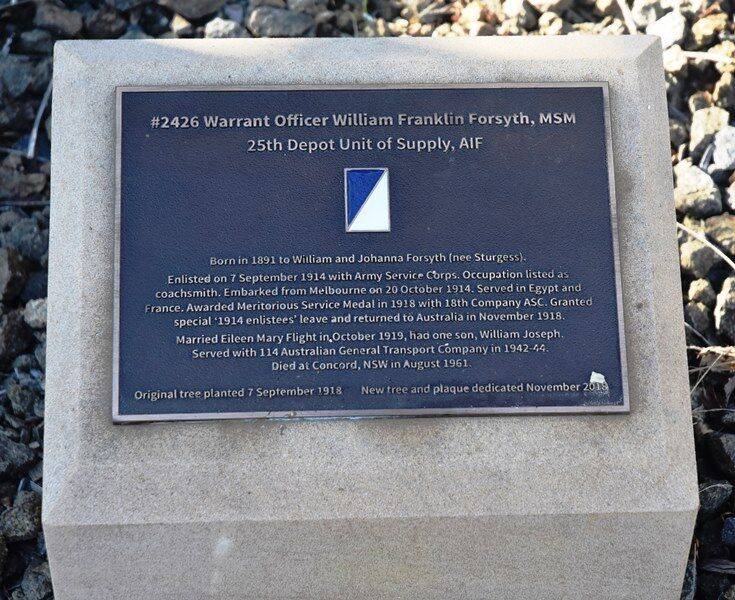 #2426 Warrant Officer William Franklin Forsyth, MSM
25th Depot Unit of Supply, AIF
Born in 1891 to William and Johanna Forsyth (nee Sturgess).
Enlisted on 7 September 1914 with Army Service Corps. Occupation listed as
coachsmith. Embarked from Melbourne on 20 October 1914. Served in Egypt and
France. Awarded Meritorious Service Medal in 1918 with 18th Company ASC. Granted
special '1914 enlistees' leave and returned to Australia in November 1918.
Married Eileen Mary Flight in October 1919, had one son, William Joseph.
Served with 114 Australian General Transport Company in 1942-44.
Died at Concord, NSW in August 1961.
Original tree planted 7 September 1918 New tree and plaque dedicated November 2018